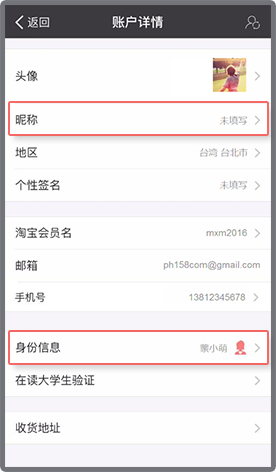 返回 账户详情
头像
昵称 未填写
地区 台湾 台北市
个性签名 未填写
淘宝会员名 mxm2016
邮箱 ph158com@gmail.com
手机号 13812345678
身份信息 蒙小萌
在读大学生验证
收货地址